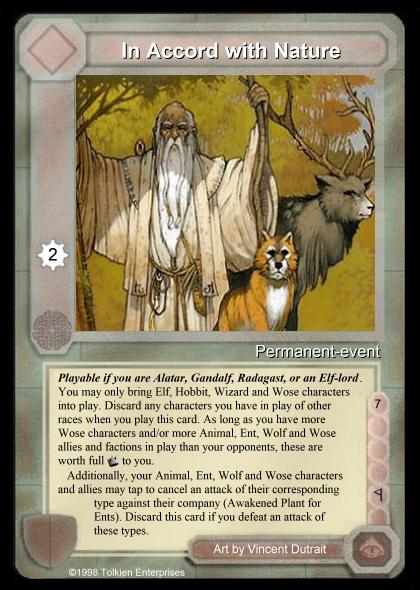 In Accord with Nature
2
Permanent-event
Playable if you are Alatar, Gandalf, Radagast, or an Elf-lord.
You may only bring Elf, Hobbit, Wizard and Wose characters
into play. Discard any characters you have in play of other
races when you play this card. As long as you have more
Wose characters and/or more Animal, Ent, Wolf and Wose
allies and factions in play than your opponents, these are
worth full to you.
Additionally, your Animal, Ent, Wolf and Wose characters
and allies may tap to cancel an attack of their corresponding
type against their company (Awakened Plant for
Ents). Discard this card if you defeat an attack of
these types.
7
Art by Vincent Dutrait
©1998 Tolkien Enterprises